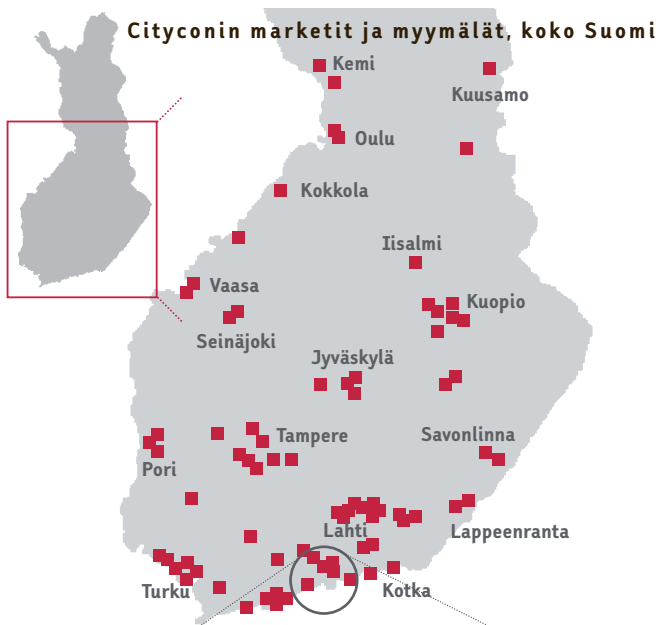 Cityconin marketit ja myymälät, koko Suomi
Kemi
Kuusamo
Oulu
Kokkola
Iisalmi
Vaasa
Kuopio
Seinäjoki
Jyväskylä
Tampere
Savonlinna
Pori
Lahti
Lappeenranta
Turku
Kotka